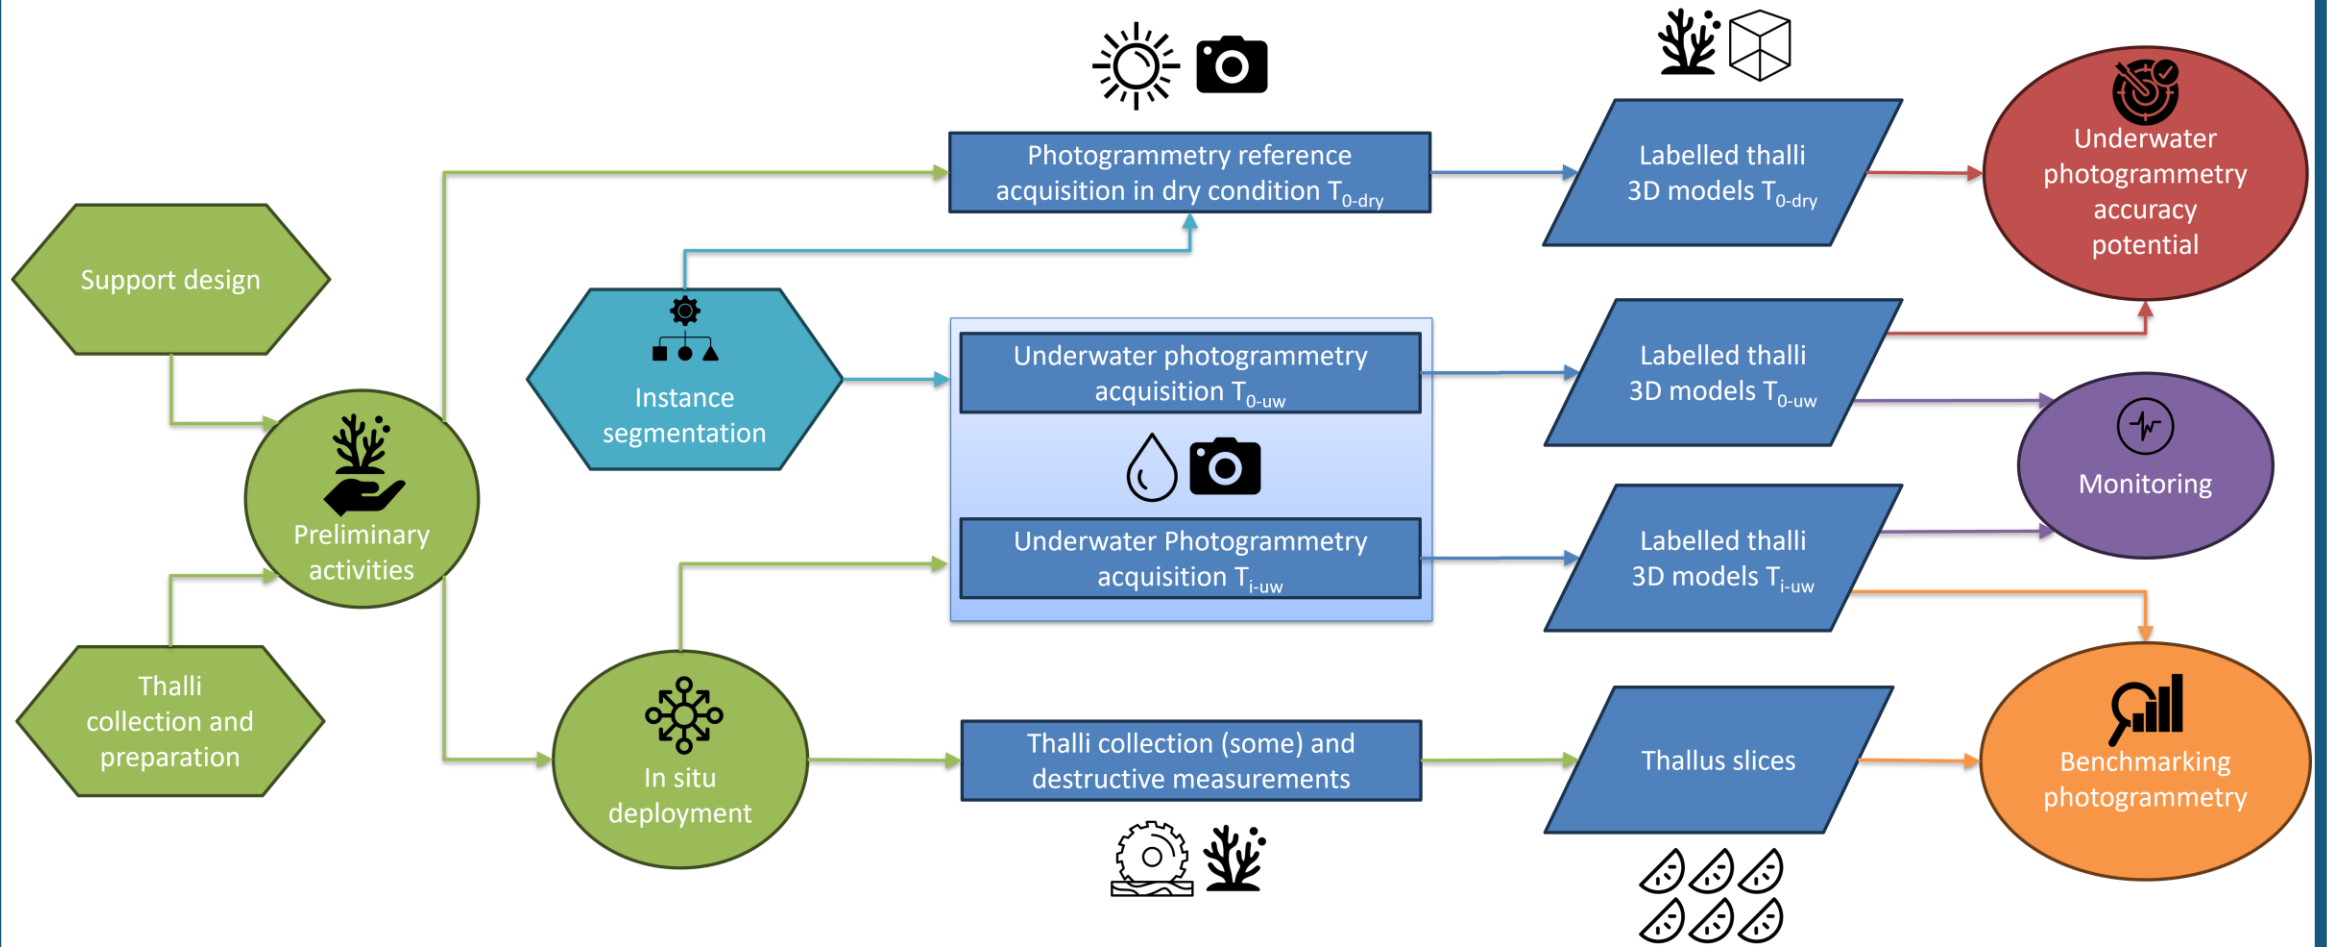 Support design
Thalli
collection and
preparation
Preliminary
activities
Instance
segmentation
In situ
deployment
Photogrammetry reference
acquisition in dry condition T0-dry
Underwater photogrammetry
acquisition T0-uw
Underwater Photogrammetry
acquisition Ti-uw
Thalli collection (some) and
destructive measurements
Labelled thalli
3D models T0-dry
Labelled thalli
3D models T0-uw
Labelled thalli
3D models Ti-uw
Thallus slices
Underwater
photogrammetry
accuracy
potential
Monitoring
Benchmarking
photogrammetry